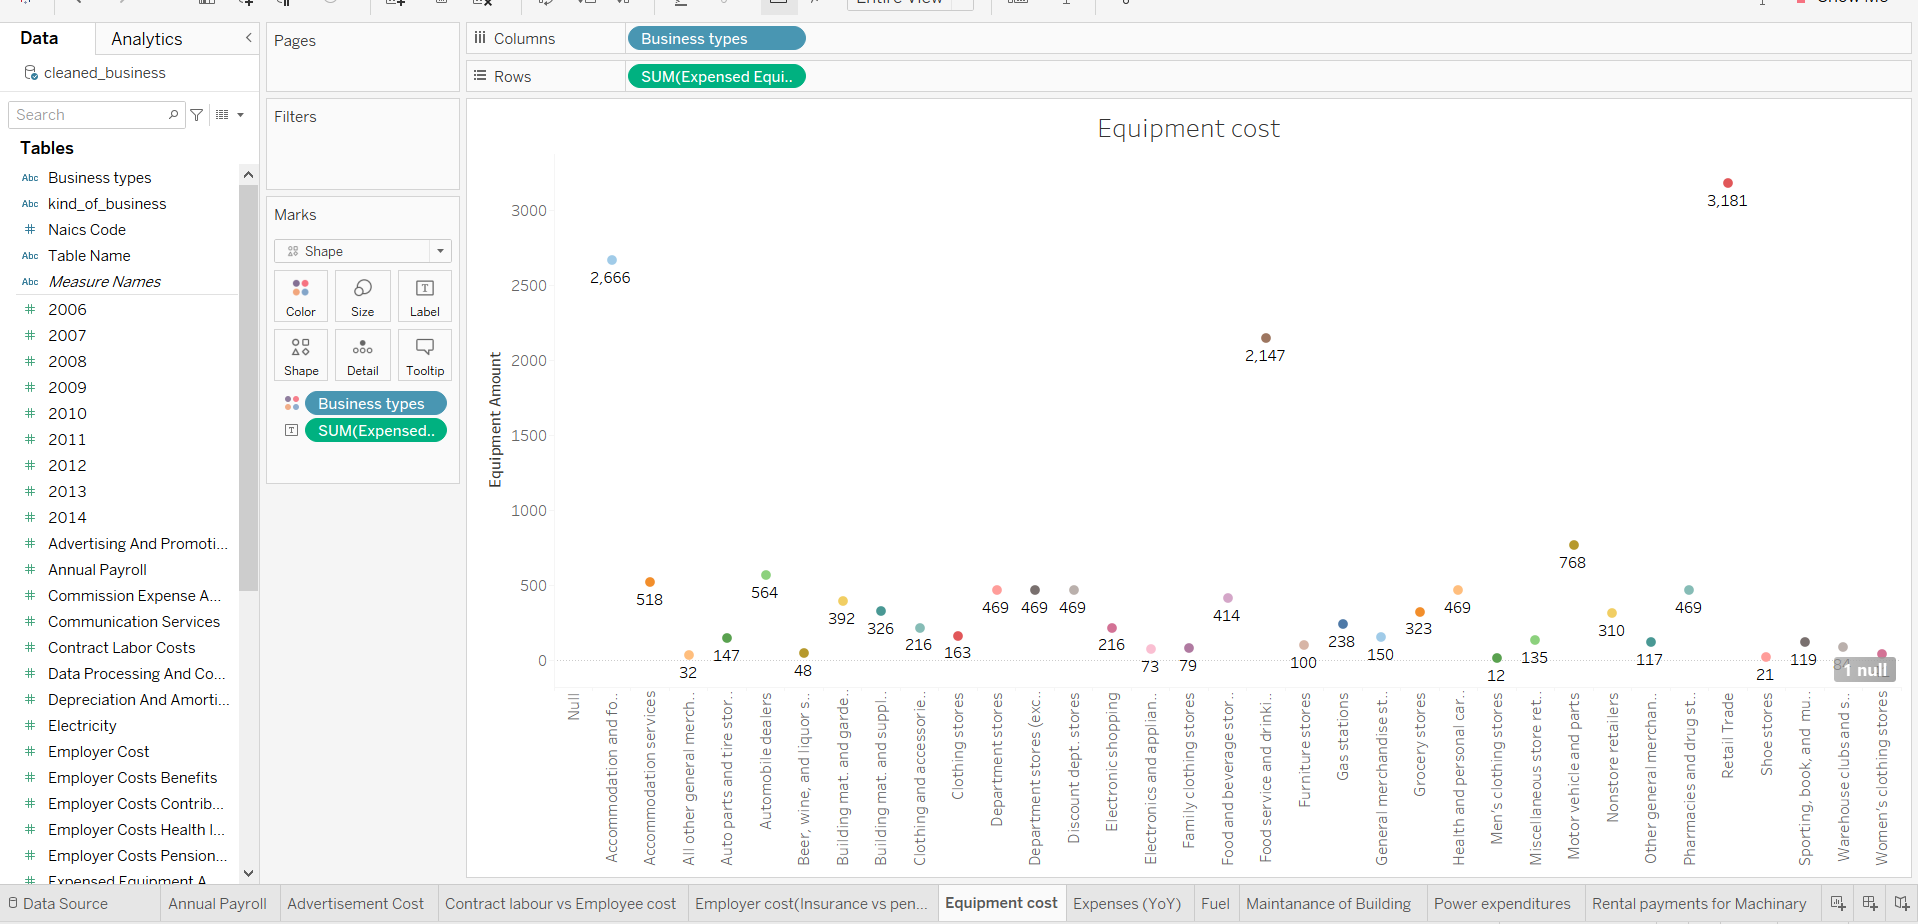 Entire View
Show Me
Data
Analytics
cleaned_business
Search
Tables
Abc Business types
Abc kind_of_business
# Naics Code
Abc Table Name
Abc Measure Names
# 2006
# 2007
# 2008
# 2009
# 2010
# 2011
# 2012
# 2013
# 2014
# Advertising And Promoti...
# Annual Payroll
# Commission Expense A...
# Communication Services
# Contract Labor Costs
# Data Processing And Co...
# Depreciation And Amorti...
# Electricity
# Employer Cost
# Employer Costs Benefits
# Employer Costs Contrib...
# Employer Costs Health I...
# Employer Costs Pension...
# Expensed Equipment A
Pages
Filters
Marks
Shape
Color
Size
Label
Shape
Detail
Tooltip
Business types
SUM(Expensed..
Columns
Business types
Rows
SUM(Expensed Equi..
Equipment cost
Equipment Amount
3000
2500
2000
1500
1000
500
0
2,666
518
32
147
564
48
392
326
216
163
469
469
469
216
73
79
414
2,147
100
238
150
323
469
12
135
768
310
117
469
3,181
21
119
84
1 null
Null
Accommodation and fo..
Accommodation services
All other general merch..
Auto parts and tire stor..
Automobile dealers
Beer, wine, and liquor s..
Building mat. and garde..
Building mat. and suppl..
Clothing and accessorie..
Clothing stores
Department stores
Department stores (exc..
Discount dept. stores
Electronic shopping
Electronics and applian..
Family clothing stores
Food and beverage stor..
Food service and drinki..
Furniture stores
Gas stations
General merchandise st..
Grocery stores
Health and personal car..
Men's clothing stores
Miscellaneous store ret..
Motor vehicle and parts
Nonstore retailers
Other general merchan..
Pharmacies and drug st..
Retail Trade
Shoe stores
Sporting, book, and mu..
Warehouse clubs and s..
Women's clothing stores
Data Source
Annual Payroll
Advertisement Cost
Contract labour vs Employee cost
Employer cost(Insurance vs pen...
Equipment cost
Expenses (YoY)
Fuel
Maintanance of Building
Power expenditures
Rental payments for Machinary